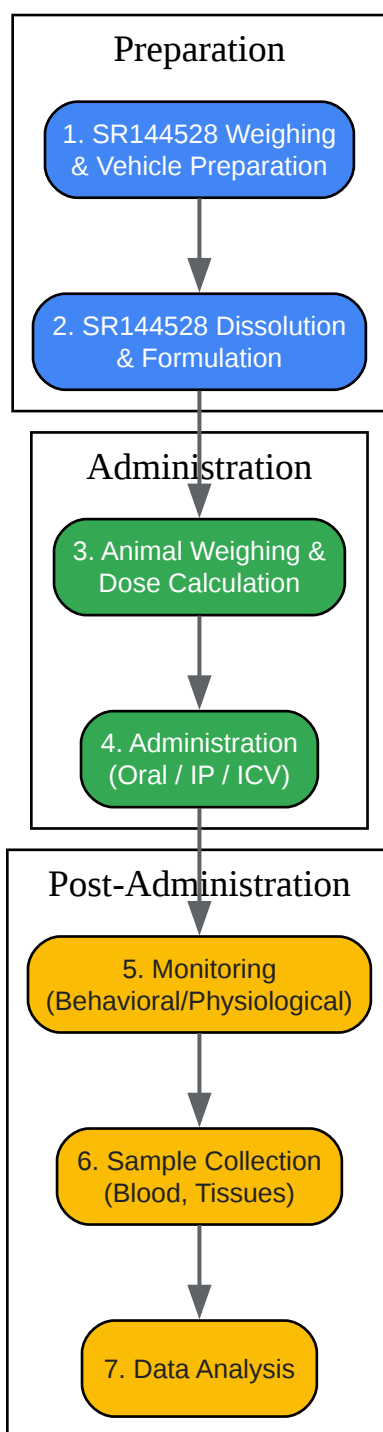 Preparation
1. SR144528 Weighing
& Vehicle Preparation
2. SR144528 Dissolution
& Formulation
Administration
3. Animal Weighing &
Dose Calculation
4. Administration
(Oral / IP / ICV)
Post-Administration
5. Monitoring
(Behavioral/Physiological)
6. Sample Collection
(Blood, Tissues)
7. Data Analysis